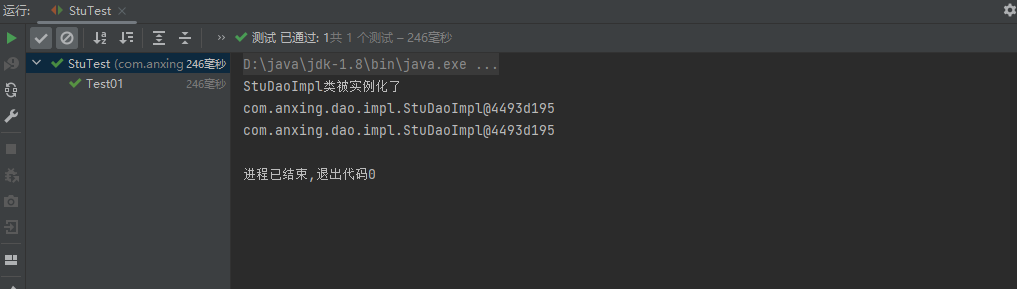 运行:
StuTest
测试 已通过: 1共 1 个测试 – 246毫秒
StuTest (com.anxing 246毫秒
Test01 246毫秒
D:\java\jdk-1.8\bin\java.exe ...
StuDaoImpl类被实例化了
com.anxing.dao.impl.StuDaoImpl@4493d195
com.anxing.dao.impl.StuDaoImpl@4493d195
进程已结束,退出代码0